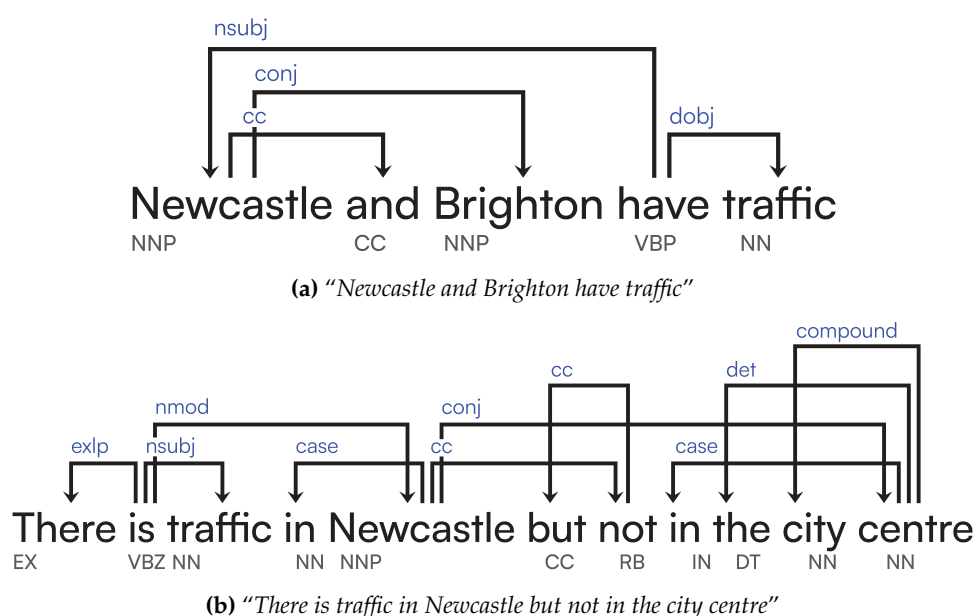 nsubj
conj
cc
dobj
Newcastle and Brighton have traffic
NNP CC NNP VBP NN
(a) “Newcastle and Brighton have traffic”
compound
cc det
nmod conj
exlp nsubj case cc case
There is traffic in Newcastle but not in the city centre
EX VBZ NN NN NNP CC RB IN DT NN NN
(b) “There is traffic in Newcastle but not in the city centre”